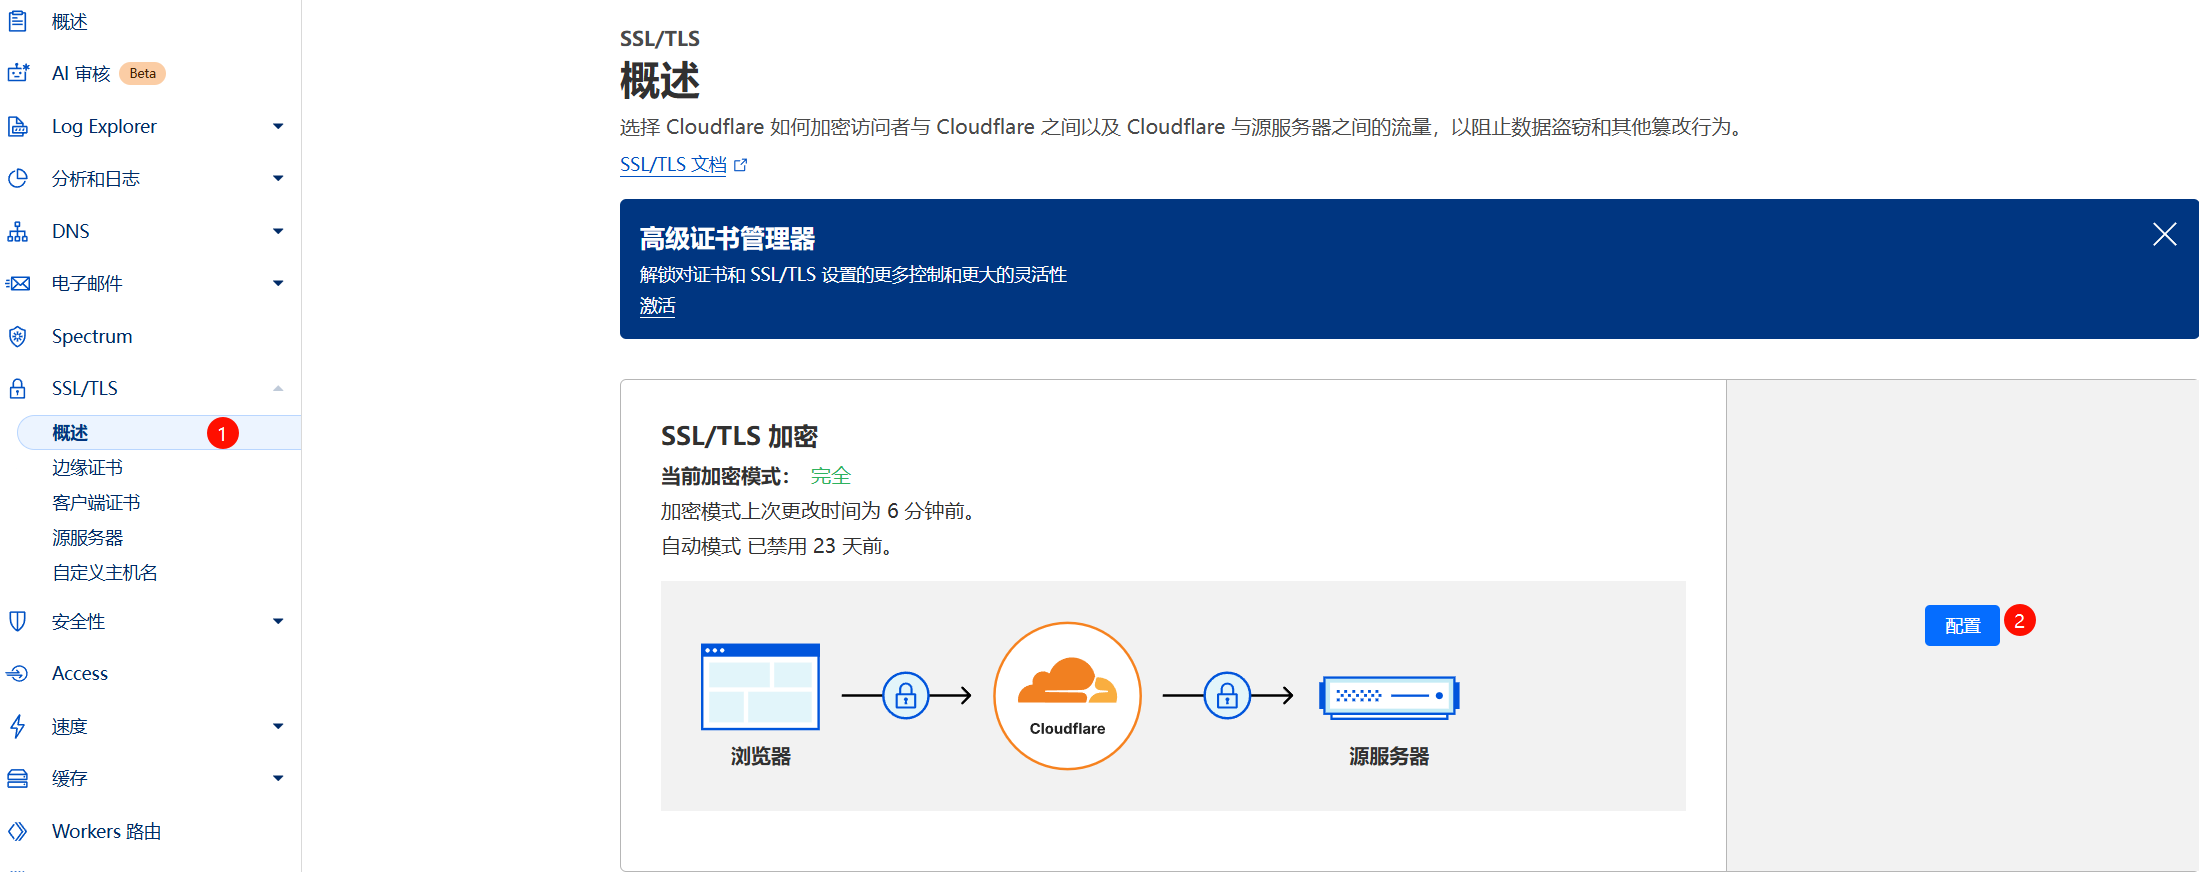 概述
AI 审核 Beta
Log Explorer
分析和日志
DNS
电子邮件
Spectrum
SSL/TLS
概述 1
边缘证书
客户端证书
源服务器
自定义主机名
安全性
Access
速度
缓存
Workers 路由
SSL/TLS
概述
选择 Cloudflare 如何加密访问者与 Cloudflare 之间以及 Cloudflare 与源服务器之间的流量，以阻止数据盗窃和其他篡改行为。
SSL/TLS 文档
高级证书管理器
解锁对证书和 SSL/TLS 设置的更多控制和更大的灵活性
激活
SSL/TLS 加密
当前加密模式： 完全
加密模式上次更改时间为 6 分钟前。
自动模式 已禁用 23 天前。
Cloudflare
浏览器
源服务器
配置 2